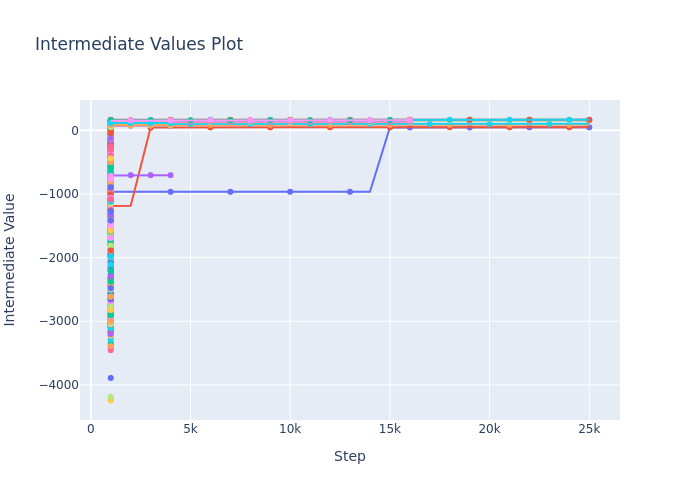 Intermediate Values Plot
Intermediate Value
0
−1000
−2000
−3000
−4000
0
5k
10k
15k
20k
25k
Step